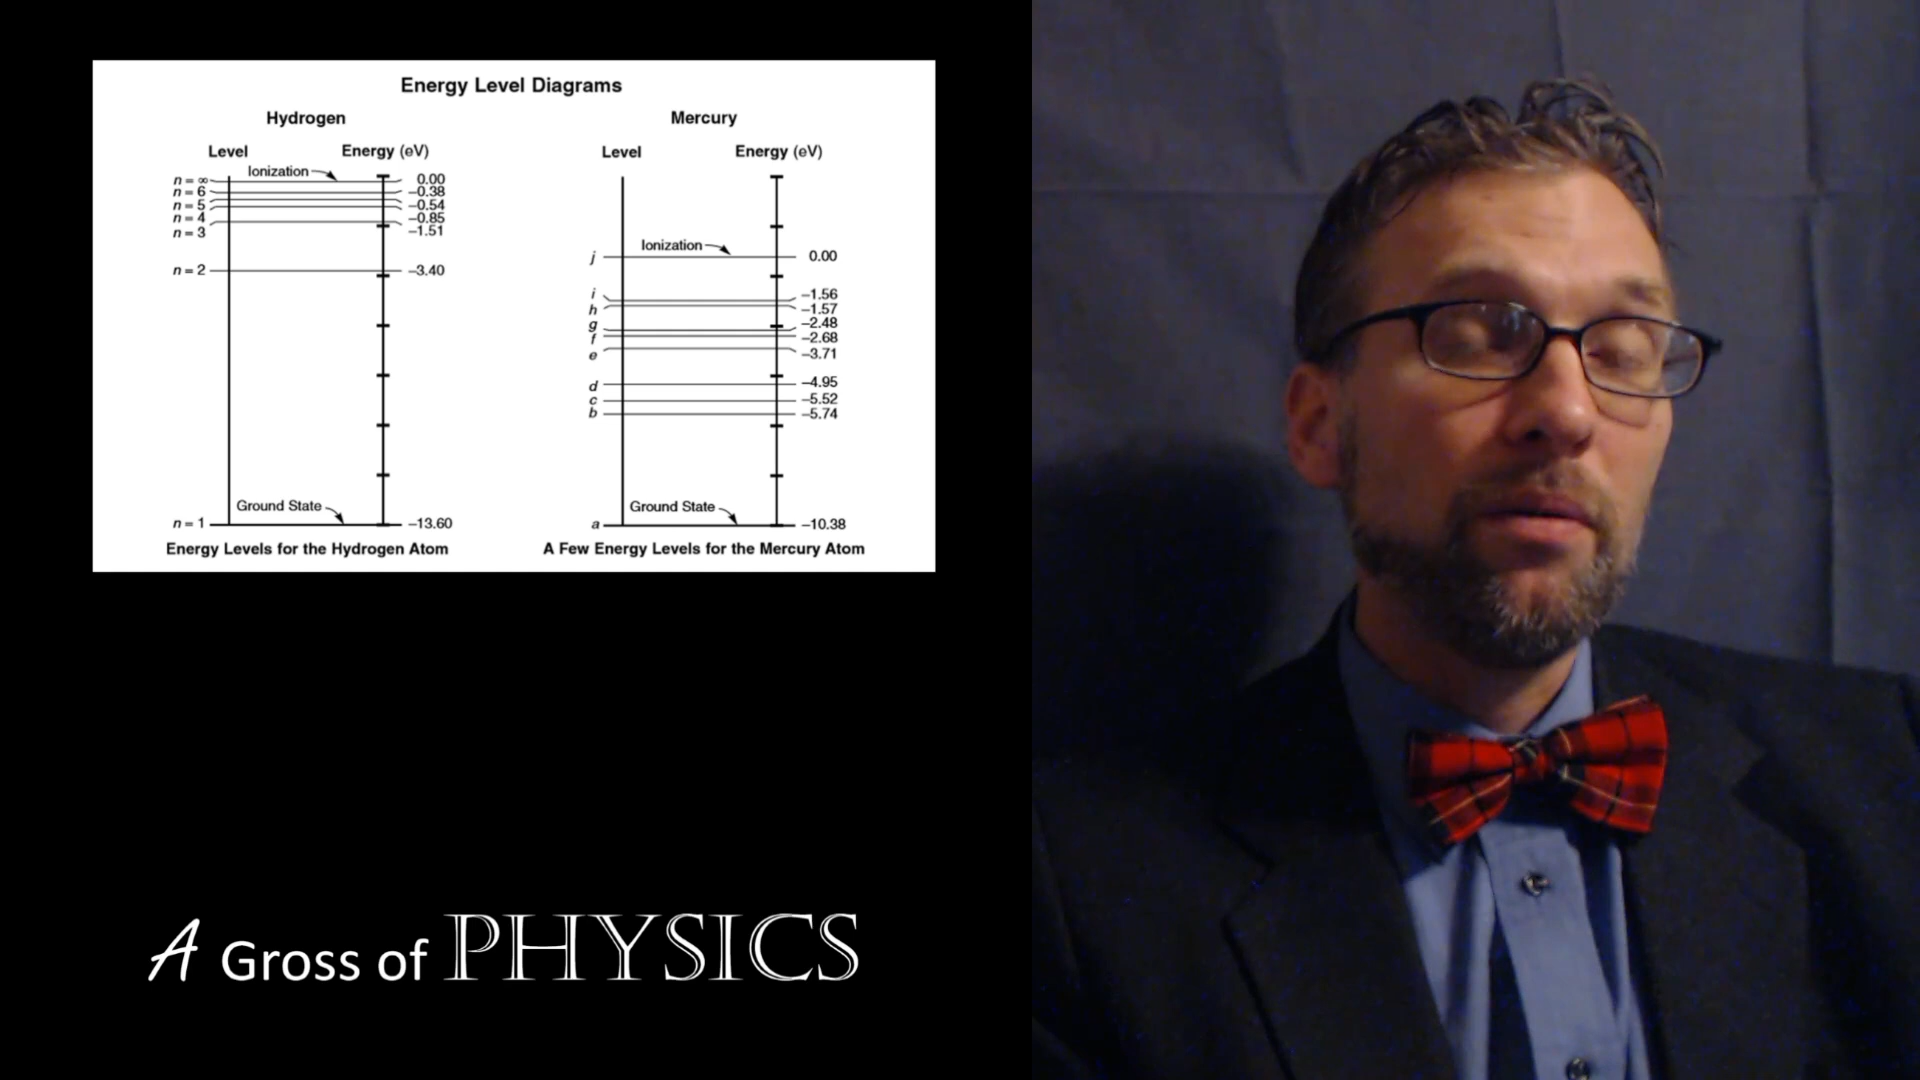 Energy Level Diagrams
Hydrogen
Level Energy (eV)
Ionization
n = ∞ 0.00
n = 6 –0.38
n = 5 –0.54
n = 4 –0.85
n = 3 –1.51
n = 2 –3.40
Ground State
n = 1 –13.60
Energy Levels for the Hydrogen Atom
Mercury
Level Energy (eV)
Ionization
j 0.00
i –1.56
h –1.57
g –2.48
f –2.68
e –3.71
d –4.95
c –5.52
b –5.74
Ground State
a –10.38
A Few Energy Levels for the Mercury Atom
A Gross of PHYSICS